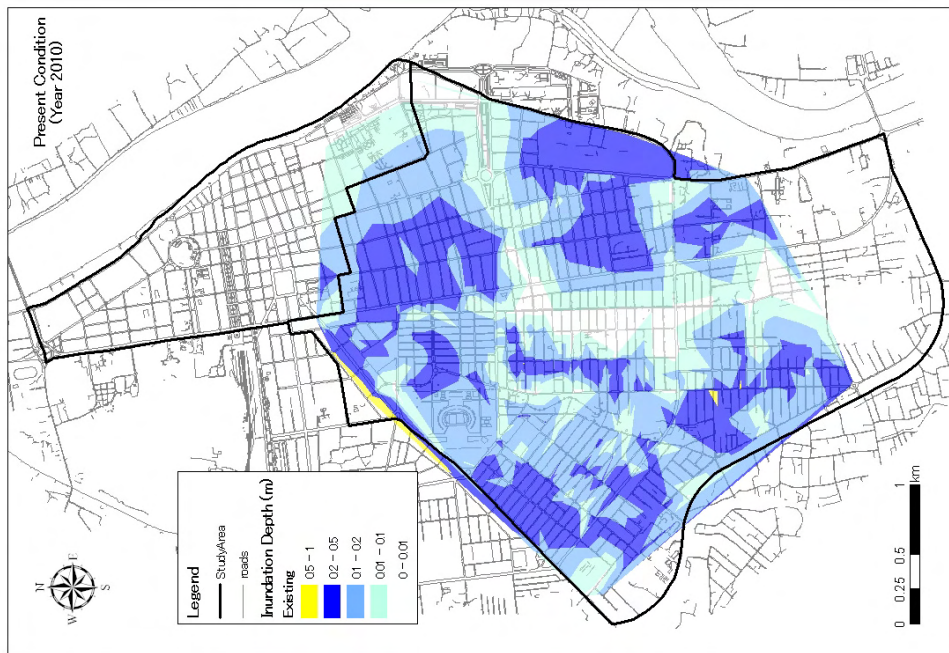 Present Condition
(Year 2010)
N
W E
S
Legend
StudyArea
roads
Inundation Depth (m)
Existing
05 - 1
02 - 05
01 - 02
001 - 01
0 - 0.01
0 0.25 0.5 1
km